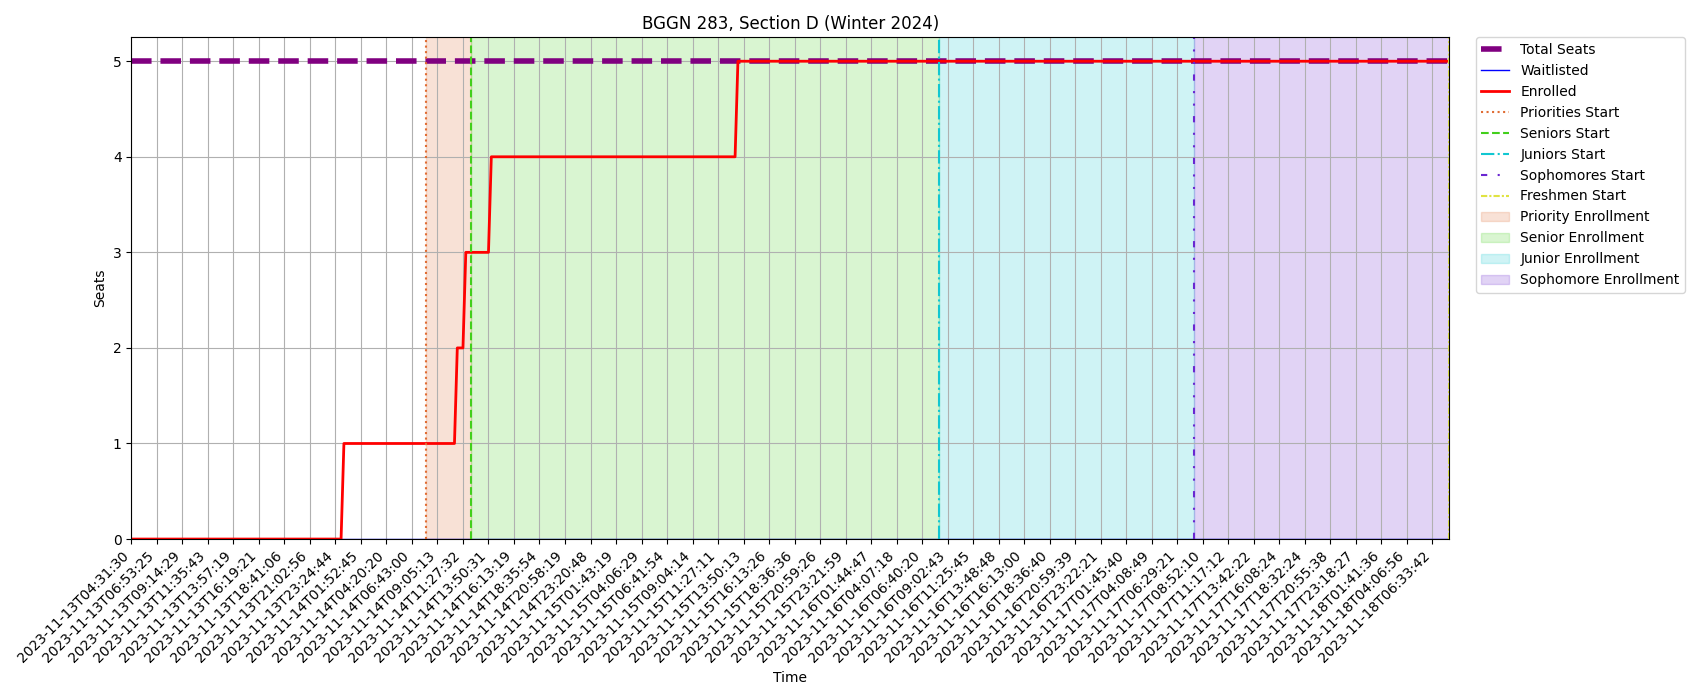 BGGN 283, Section D (Winter 2024)
Seats
5
4
3
2
1
0
2023-11-13T04:31:30
2023-11-13T06:53:25
2023-11-13T09:14:29
2023-11-13T11:35:43
2023-11-13T13:57:19
2023-11-13T16:19:21
2023-11-13T18:41:06
2023-11-13T21:02:56
2023-11-13T23:24:44
2023-11-14T01:52:45
2023-11-14T04:20:20
2023-11-14T06:43:00
2023-11-14T09:05:13
2023-11-14T11:27:32
2023-11-14T13:50:31
2023-11-14T16:13:19
2023-11-14T18:35:54
2023-11-14T20:58:19
2023-11-14T23:20:48
2023-11-15T01:43:19
2023-11-15T04:06:29
2023-11-15T06:41:54
2023-11-15T09:04:14
2023-11-15T11:27:11
2023-11-15T13:50:13
2023-11-15T16:13:26
2023-11-15T18:36:36
2023-11-15T20:59:26
2023-11-15T23:21:59
2023-11-16T01:44:47
2023-11-16T04:07:18
2023-11-16T06:40:20
2023-11-16T09:02:43
2023-11-16T11:25:45
2023-11-16T13:48:48
2023-11-16T16:13:00
2023-11-16T18:36:40
2023-11-16T20:59:39
2023-11-16T23:22:21
2023-11-17T01:45:40
2023-11-17T04:08:49
2023-11-17T06:29:21
2023-11-17T08:52:10
2023-11-17T11:17:12
2023-11-17T13:42:22
2023-11-17T16:08:24
2023-11-17T18:32:24
2023-11-17T20:55:38
2023-11-17T23:18:27
2023-11-18T01:41:36
2023-11-18T04:06:56
2023-11-18T06:33:42
Time
Total Seats
Waitlisted
Enrolled
Priorities Start
Seniors Start
Juniors Start
Sophomores Start
Freshmen Start
Priority Enrollment
Senior Enrollment
Junior Enrollment
Sophomore Enrollment